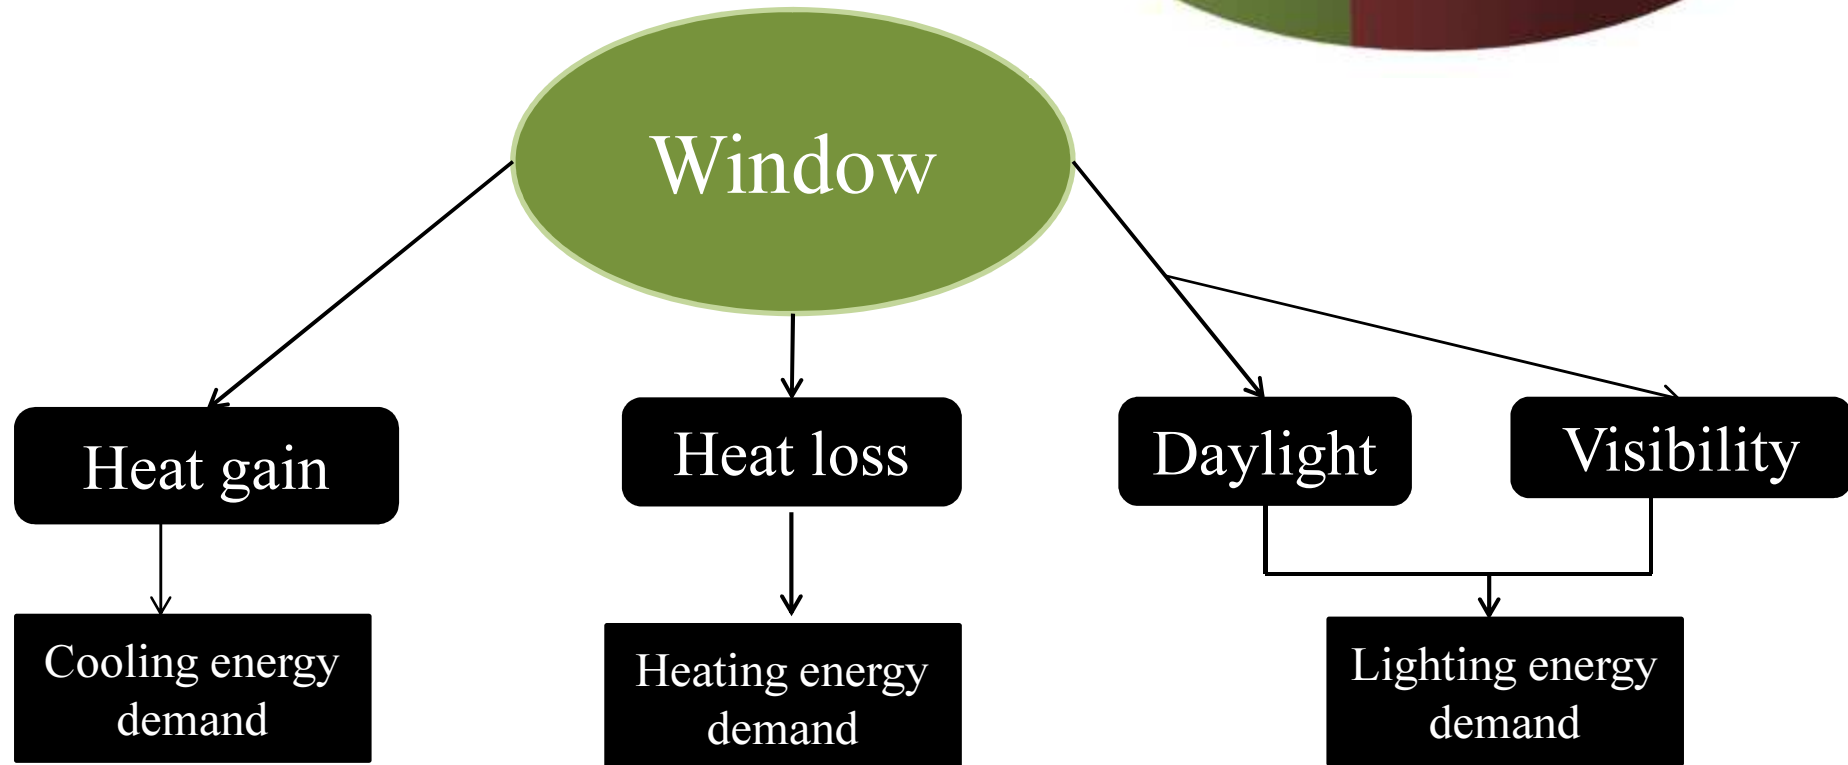 Window
Heat gain
Heat loss
Daylight
Visibility
Cooling energy
demand
Heating energy
demand
Lighting energy
demand